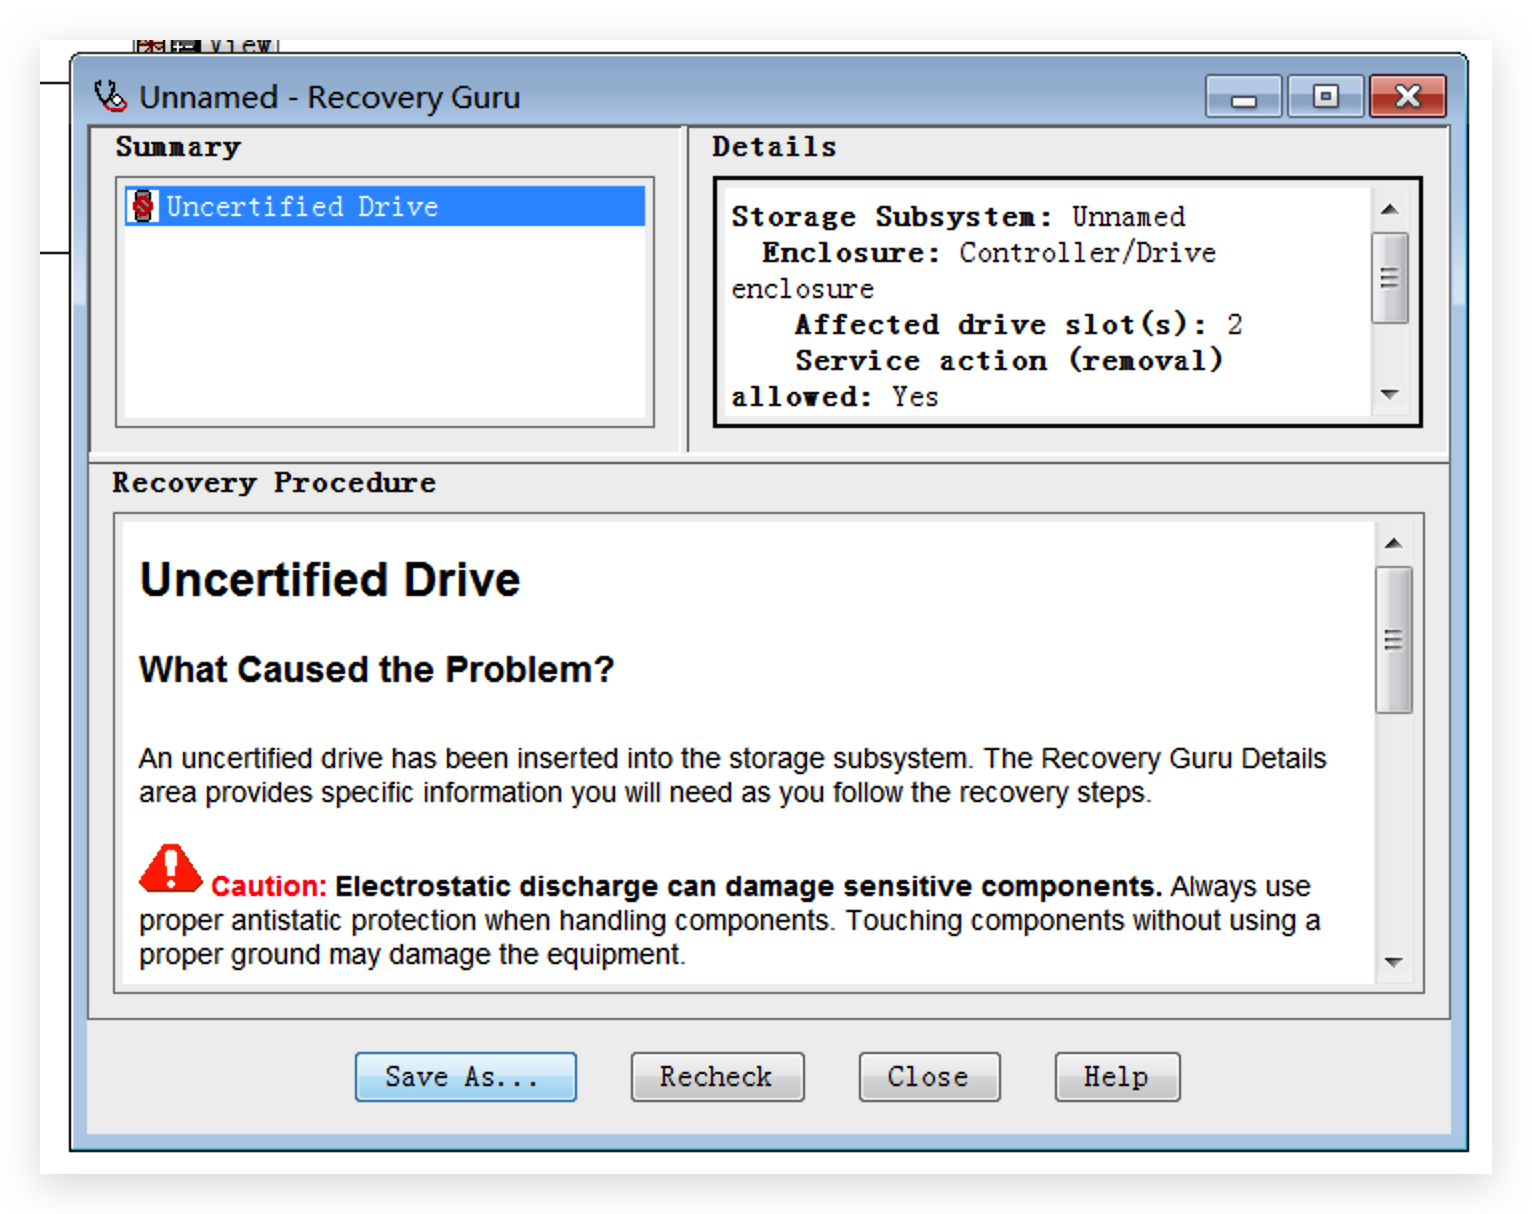 View
Unnamed - Recovery Guru
Summary
Uncertified Drive
Details
Storage Subsystem: Unnamed
Enclosure: Controller/Drive
enclosure
Affected drive slot(s): 2
Service action (removal)
allowed: Yes
Recovery Procedure
Uncertified Drive
What Caused the Problem?
An uncertified drive has been inserted into the storage subsystem. The Recovery Guru Details
area provides specific information you will need as you follow the recovery steps.
Caution: Electrostatic discharge can damage sensitive components. Always use
proper antistatic protection when handling components. Touching components without using a
proper ground may damage the equipment.
Save As...
Recheck
Close
Help